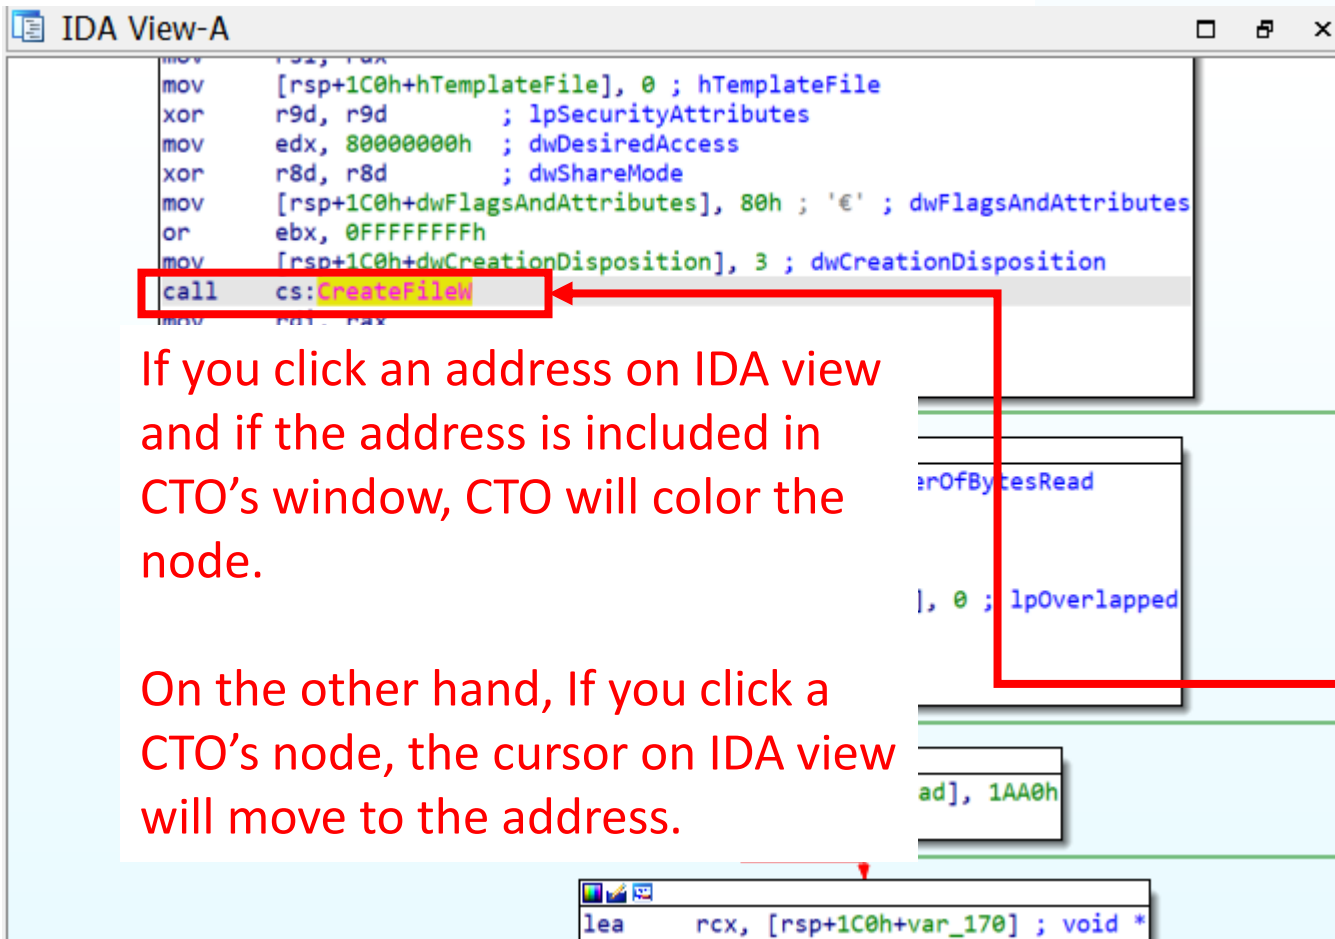 IDA View-A
mov [rsp+1C0h+hTemplateFile], 0 ; hTemplateFile
xor r9d, r9d ; lpSecurityAttributes
mov edx, 80000000h ; dwDesiredAccess
xor r8d, r8d ; dwShareMode
mov [rsp+1C0h+dwFlagsAndAttributes], 80h ; '€' ; dwFlagsAndAttributes
or ebx, 0FFFFFFFFh
mov [rsp+1C0h+dwCreationDisposition], 3 ; dwCreationDisposition
call cs:CreateFileW
If you click an address on IDA view
and if the address is included in
CTO’s window, CTO will color the
node.
erOfBytesRead
], 0 ; lpOverlapped
On the other hand, If you click a
CTO’s node, the cursor on IDA view
will move to the address.
ad], 1AA0h
lea rcx, [rsp+1C0h+var_170] ; void *